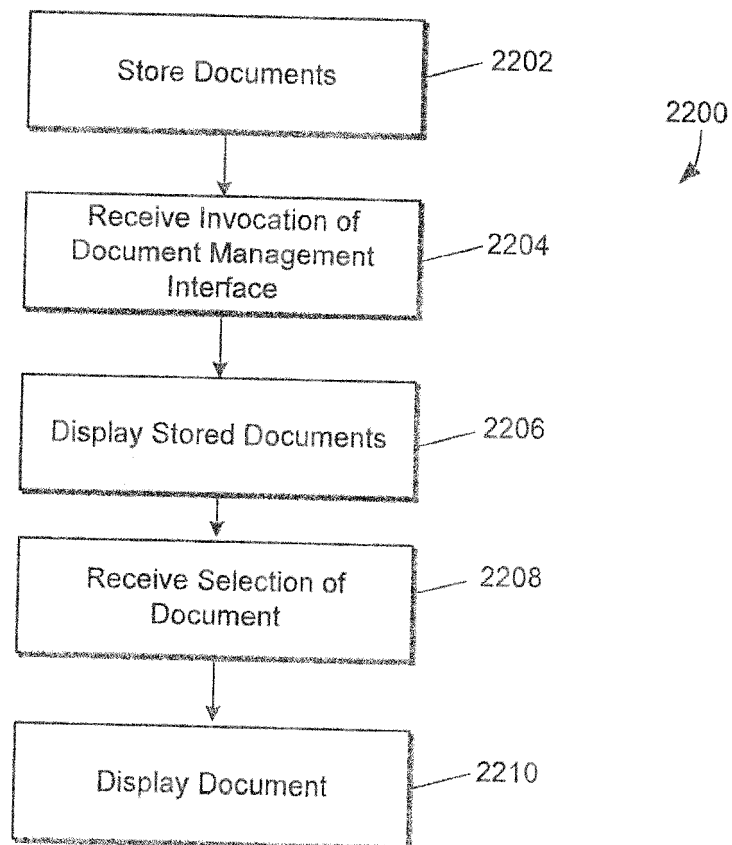 Store Documents
2202
2200
Receive Invocation of
Document Management
Interface
2204
Display Stored Documents
2206
Receive Selection of
Document
2208
Display Document
2210